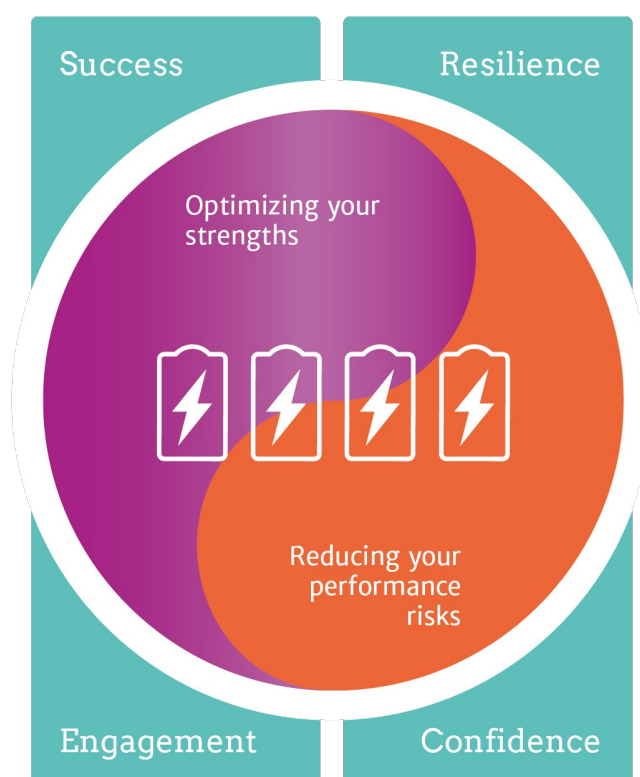 Success
Resilience
Optimizing your
strengths
Reducing your
performance
risks
Engagement
Confidence